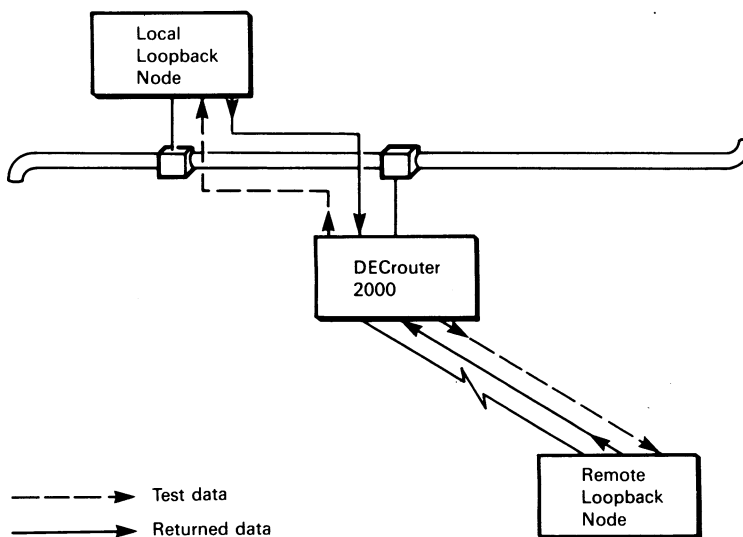 Local
Loopback
Node
DECrouter
2000
Remote
Loopback
Node
Test data
Returned data